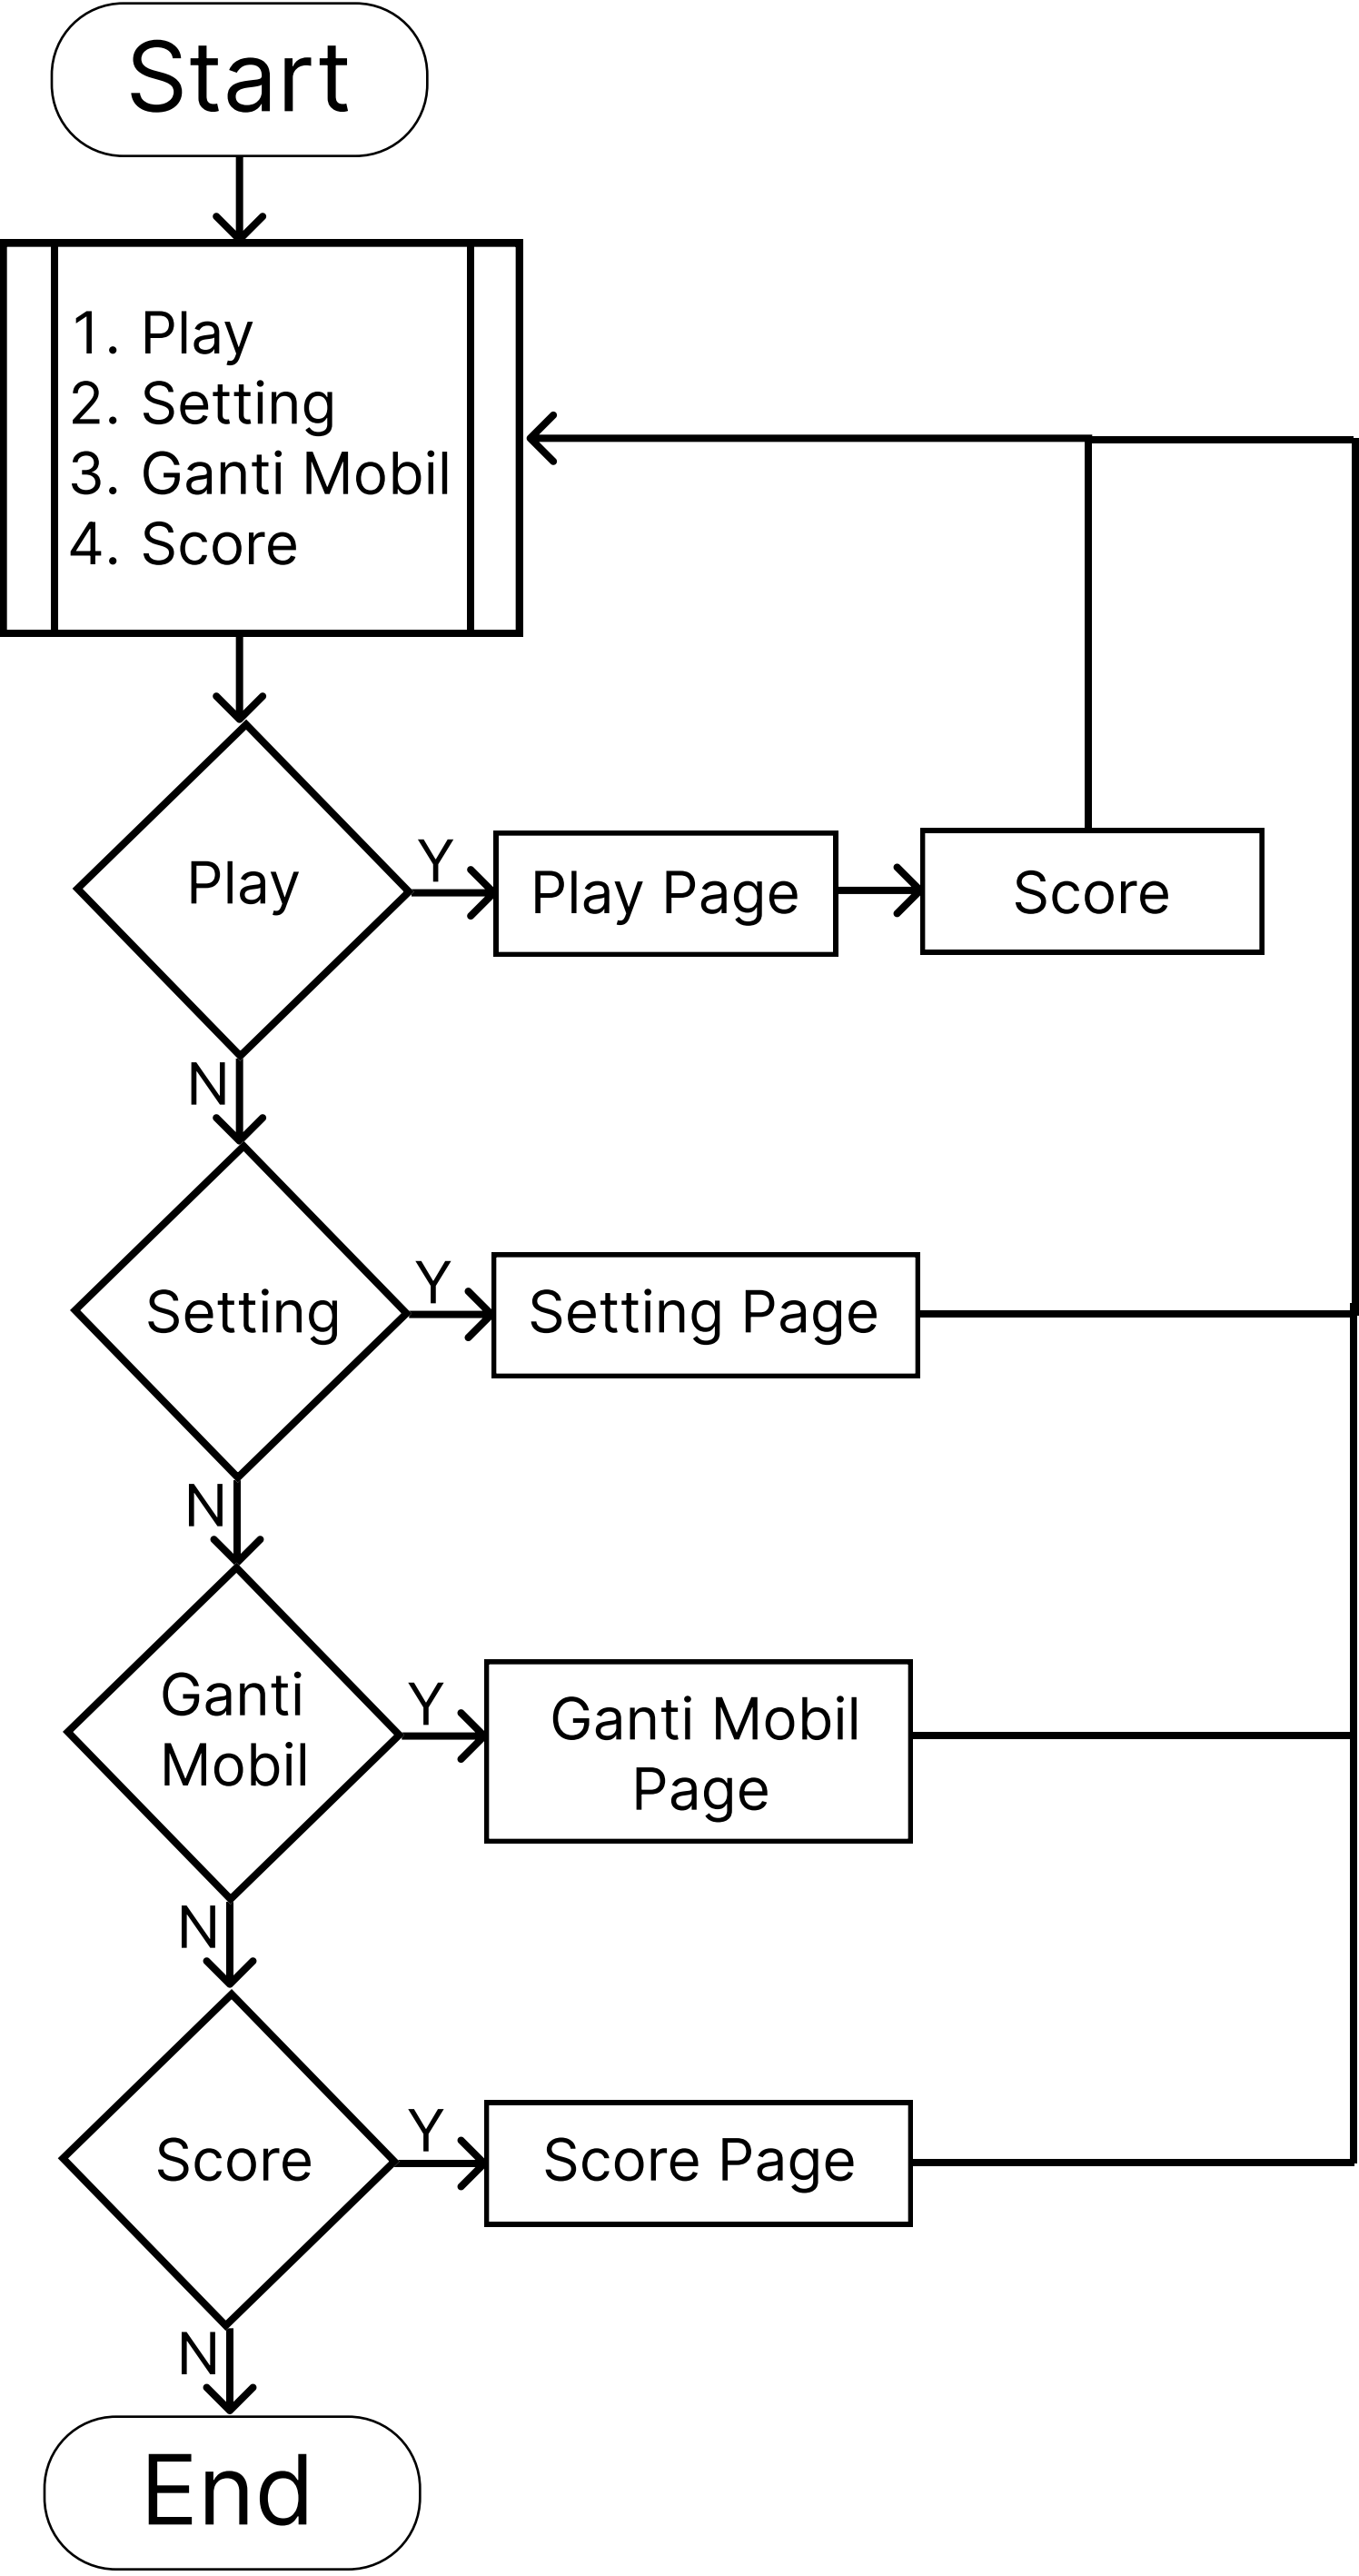 Start
1. Play
2. Setting
3. Ganti Mobil
4. Score
Play
Y
Play Page
Score
N
Setting
Y
Setting Page
N
Ganti
Mobil
Y
Ganti Mobil
Page
N
Score
Y
Score Page
N
End